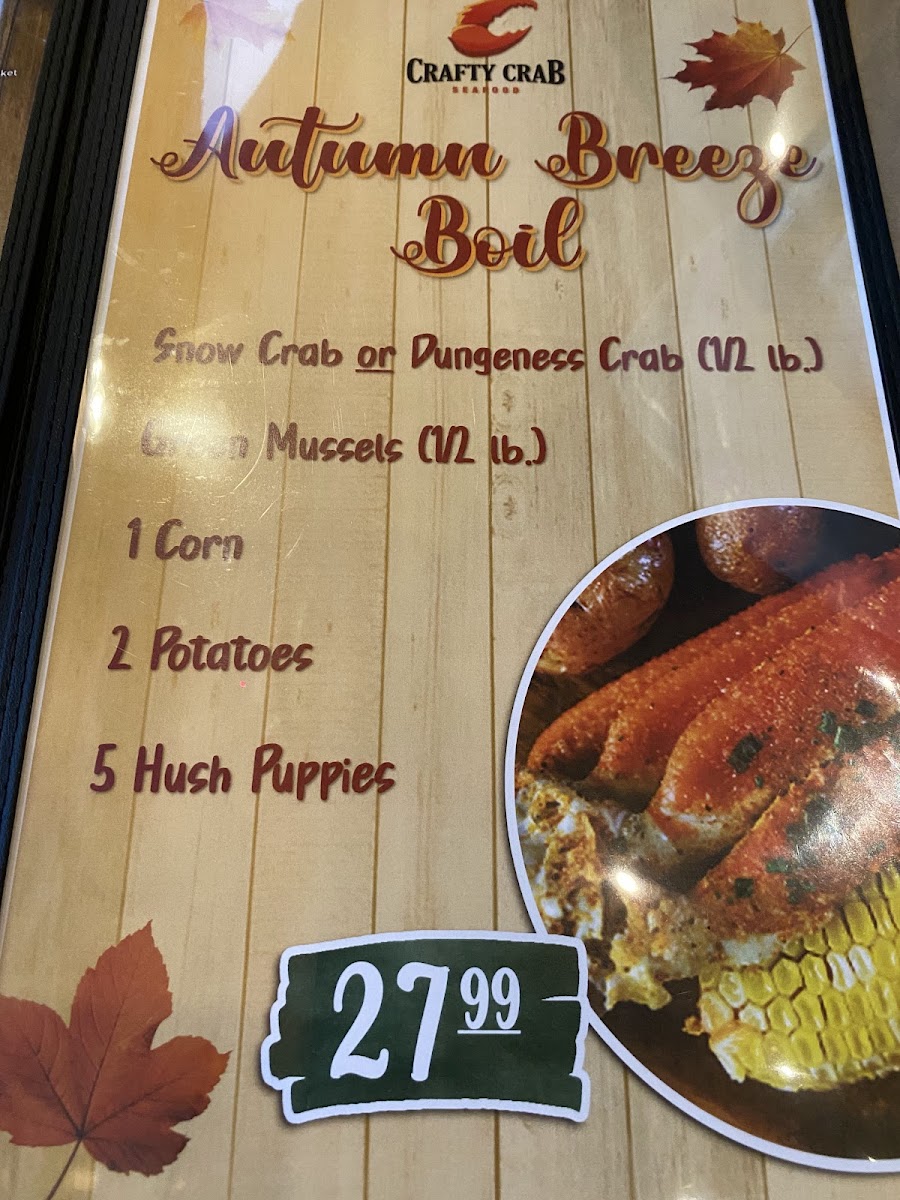 ket
CRAFTY CRAB
SEAFOOD
Autumn Breeze
Boil
Snow Crab or Dungeness Crab (1/2 lb.)
Green Mussels (1/2 lb.)
1 Corn
2 Potatoes
5 Hush Puppies
27 99